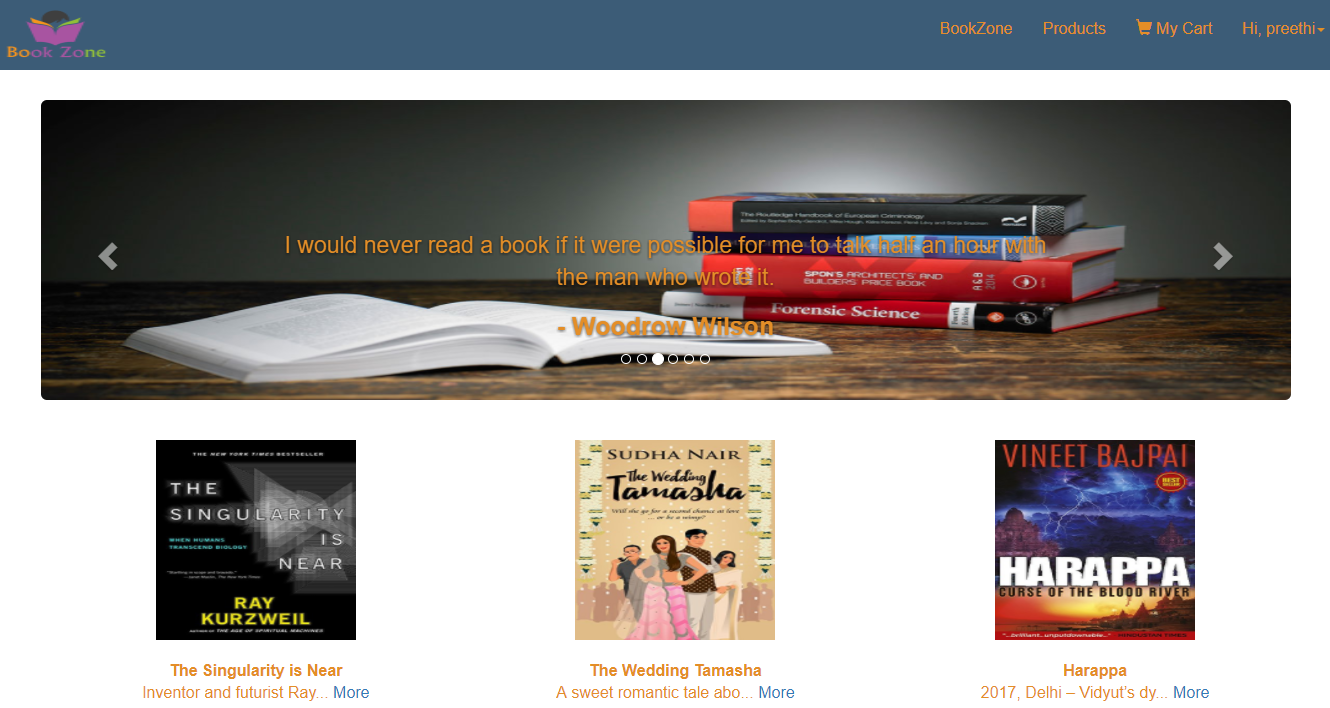 Book Zone
BookZone Products My Cart Hi, preethi
I would never read a book if it were possible for me to talk half an hour with
the man who wrote it.
- Woodrow Wilson
The Routledge Handbook of European Criminology
R
SPON'S ARCHITECTS' AND
BUILDERS' PRICE BOOK
A&B
2014
Forensic Science
Fourth
Edition
THE NEW YORK TIMES BESTSELLER
THE
SINGULARITY
IS
NEAR
WHEN HUMANS
TRANSCEND BIOLOGY
RAY
KURZWEIL
AUTHOR OF THE AGE OF SPIRITUAL MACHINES
SUDHA NAIR
The Wedding
Tamasha
Will she go for a second chance at love
... or be a wimp?
VINEET BAJPAI
BEST
SELLER
HARAPPA
CURSE OF THE BLOOD RIVER
"...brilliant...unputdownable..." HINDUSTAN TIMES
The Singularity is Near
Inventor and futurist Ray... More
The Wedding Tamasha
A sweet romantic tale abo... More
Harappa
2017, Delhi – Vidyut's dy... More